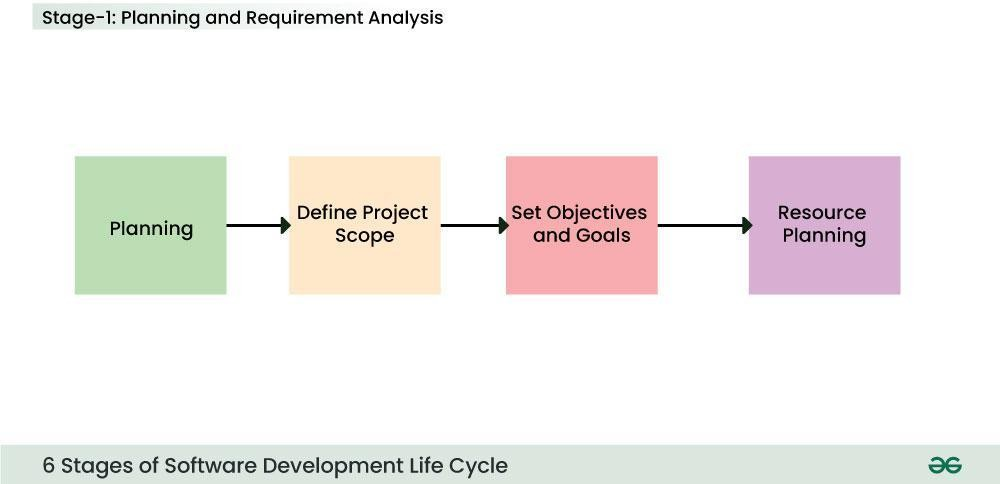 Stage-1: Planning and Requirement Analysis
Planning
Define Project
Scope
Set Objectives
and Goals
Resource
Planning
6 Stages of Software Development Life Cycle